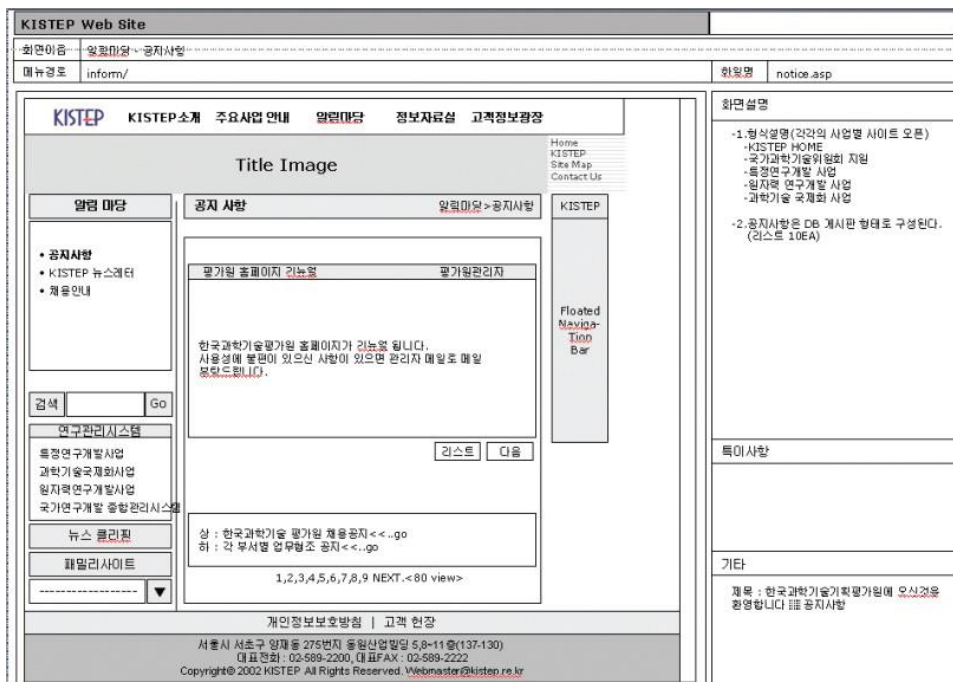 KISTEP Web Site
화면이음 알림마당 - 공지사항
메뉴경로 inform/
화일명 notice.asp
KISTEP KISTEP소개 주요사업 안내 알림마당 정보자료실 고객정보광장
Title Image
Home
KISTEP
Site Map
Contact Us
알림 마당
• 공지사항
• KISTEP 뉴스레터
• 채용안내
검색 Go
연구관리시스템
특정연구개발사업
과학기술국제화사업
원자력연구개발사업
국가연구개발 종합관리시스템
뉴스 클리핑
패밀리사이트
------------------ ▼
공지 사항 알림마당>공지사항
평가원 홈페이지 리뉴얼 평가원관리자
한국과학기술평가원 홈페이지가 리뉴얼 됩니다.
사용성에 불편이 있으신 사항이 있으면 관리자 메일로 메일
부탁드립니다.
리스트 다음
상 : 한국과학기술 평가원 채용공지<<..go
하 : 각 부서별 업무협조 공지<<..go
1,2,3,4,5,6,7,8,9 NEXT.<80 view>
KISTEP
Floated
Naviga-
Tion
Bar
개인정보보호방침 | 고객 헌장
서울시 서초구 양재동 275번지 동원산업빌딩 5,8~11층(137-130)
대표전화 : 02-589-2200, 대표FAX : 02-589-2222
Copyright© 2002 KISTEP All Rights Reserved. Webmaster@kistep.re.kr
화면설명
-1.형식설명(각각의 사업별 사이트 오픈)
-KISTEP HOME
-국가과학기술위원회 지원
-특정연구개발 사업
-원자력 연구개발 사업
-과학기술 국제화 사업
-2.공지사항은 DB 게시판 형태로 구성된다.
(리스트 10EA)
특이사항
기타
제목 : 한국과학기술기획평가원에 오신것을
환영합니다 ::: 공지사항